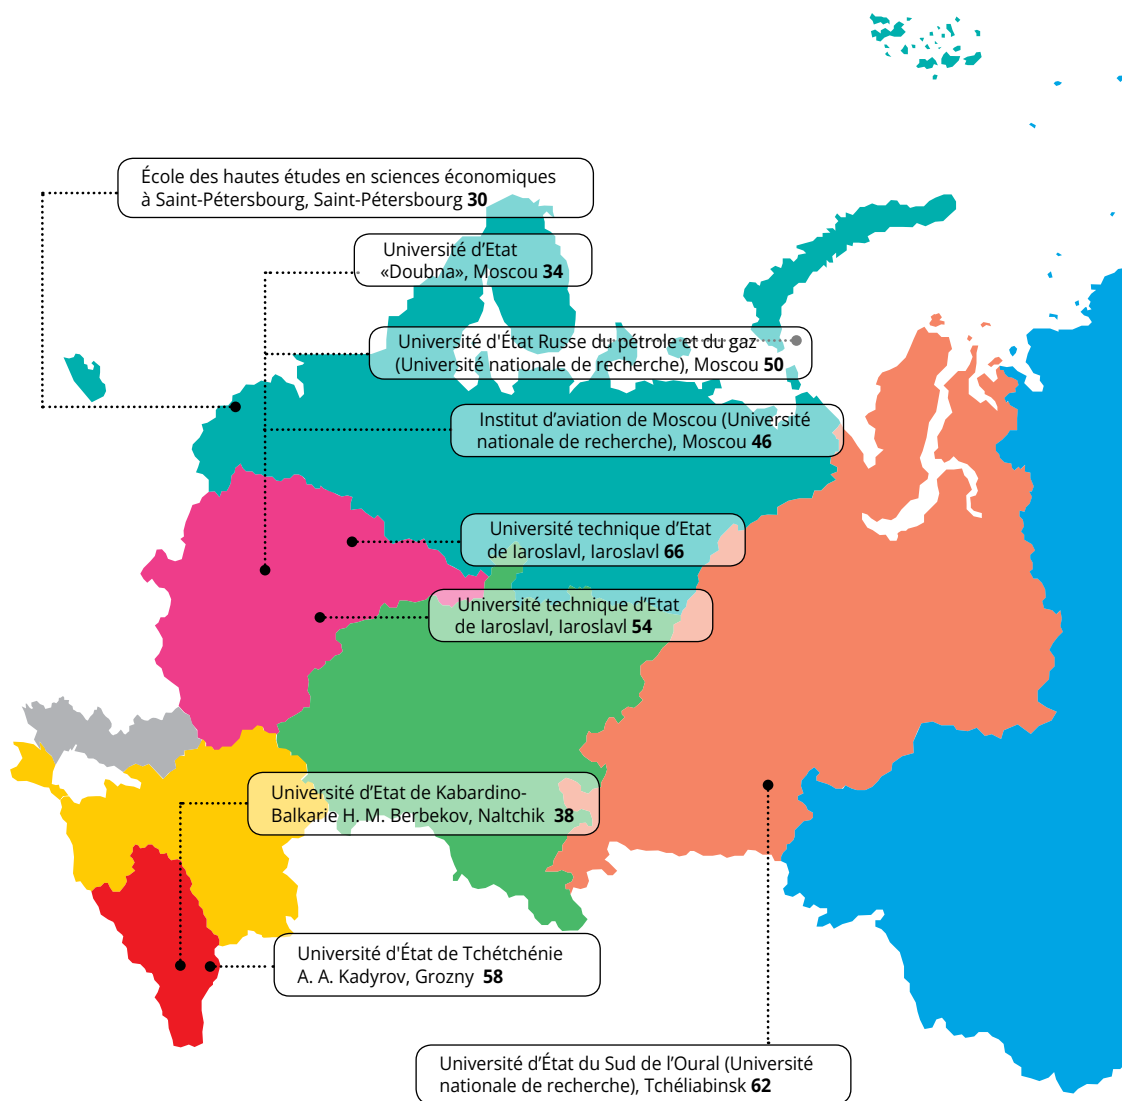 École des hautes études en sciences économiques
à Saint-Pétersbourg, Saint-Pétersbourg 30
Université d'Etat
«Doubna», Moscou 34
Université d'État Russe du pétrole et du gaz
(Université nationale de recherche), Moscou 50
Institut d'aviation de Moscou (Université
nationale de recherche), Moscou 46
Université technique d'Etat
de Iaroslavl, Iaroslavl 66
Université technique d'Etat
de Iaroslavl, Iaroslavl 54
Université d'Etat de Kabardino-
Balkarie H. M. Berbekov, Naltchik 38
Université d'État de Tchétchénie
A. A. Kadyrov, Grozny 58
Université d'État du Sud de l'Oural (Université
nationale de recherche), Tchéliabinsk 62